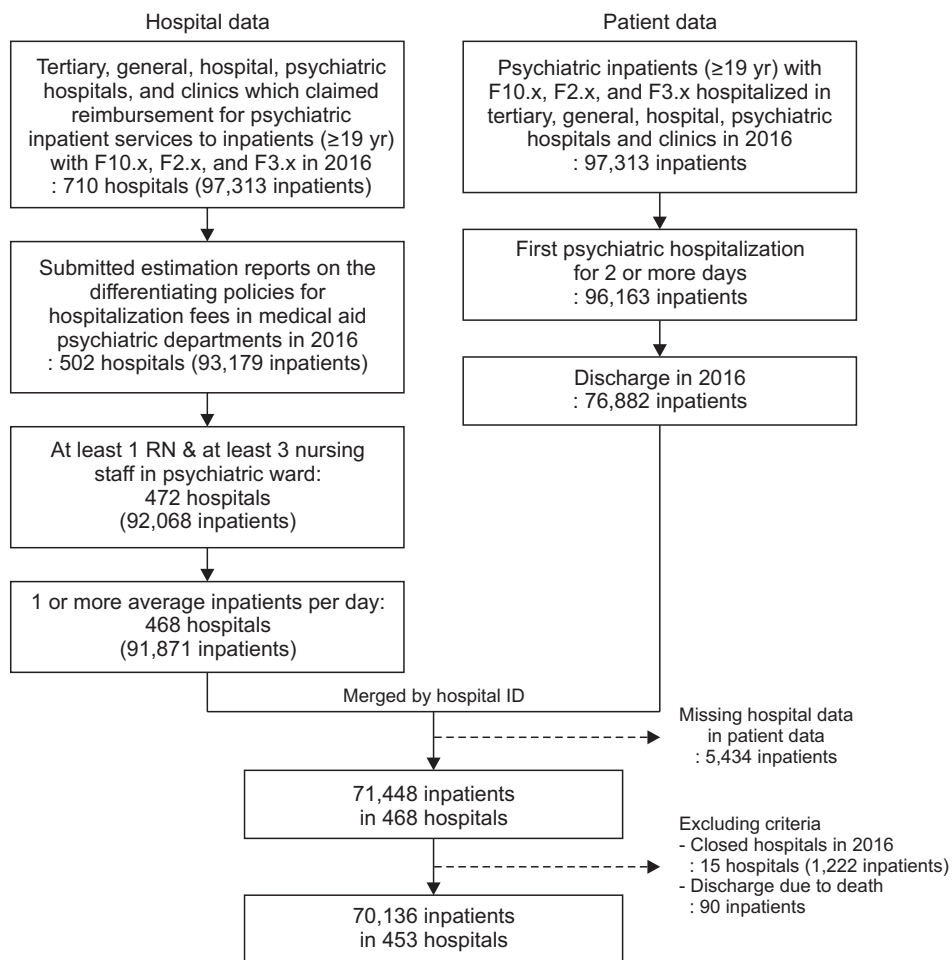 Hospital data
Tertiary, general, hospital, psychiatric
hospitals, and clinics which claimed
reimbursement for psychiatric
inpatient services to inpatients (≥19 yr)
with F10.x, F2.x, and F3.x in 2016
: 710 hospitals (97,313 inpatients)
Submitted estimation reports on the
differentiating policies for
hospitalization fees in medical aid
psychiatric departments in 2016
: 502 hospitals (93,179 inpatients)
At least 1 RN & at least 3 nursing
staff in psychiatric ward:
472 hospitals
(92,068 inpatients)
1 or more average inpatients per day:
468 hospitals
(91,871 inpatients)
Patient data
Psychiatric inpatients (≥19 yr) with
F10.x, F2.x, and F3.x hospitalized in
tertiary, general, hospital, psychiatric
hospitals and clinics in 2016
: 97,313 inpatients
First psychiatric hospitalization
for 2 or more days
: 96,163 inpatients
Discharge in 2016
: 76,882 inpatients
Merged by hospital ID
Missing hospital data
in patient data
: 5,434 inpatients
71,448 inpatients
in 468 hospitals
Excluding criteria
- Closed hospitals in 2016
: 15 hospitals (1,222 inpatients)
- Discharge due to death
: 90 inpatients
70,136 inpatients
in 453 hospitals